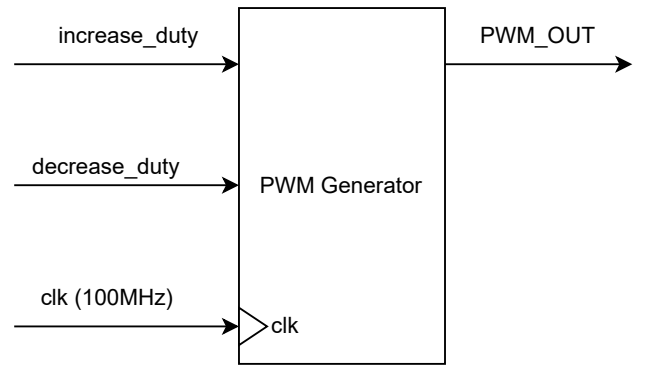 increase_duty
PWM_OUT
decrease_duty
PWM Generator
clk (100MHz)
clk